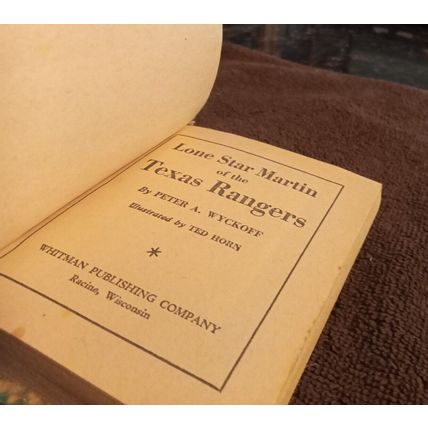 Lone Star Martin
of the
Texas Rangers
By PETER A. WYCKOFF
Illustrated by TED HORN
*
WHITMAN PUBLISHING COMPANY
Racine, Wisconsin